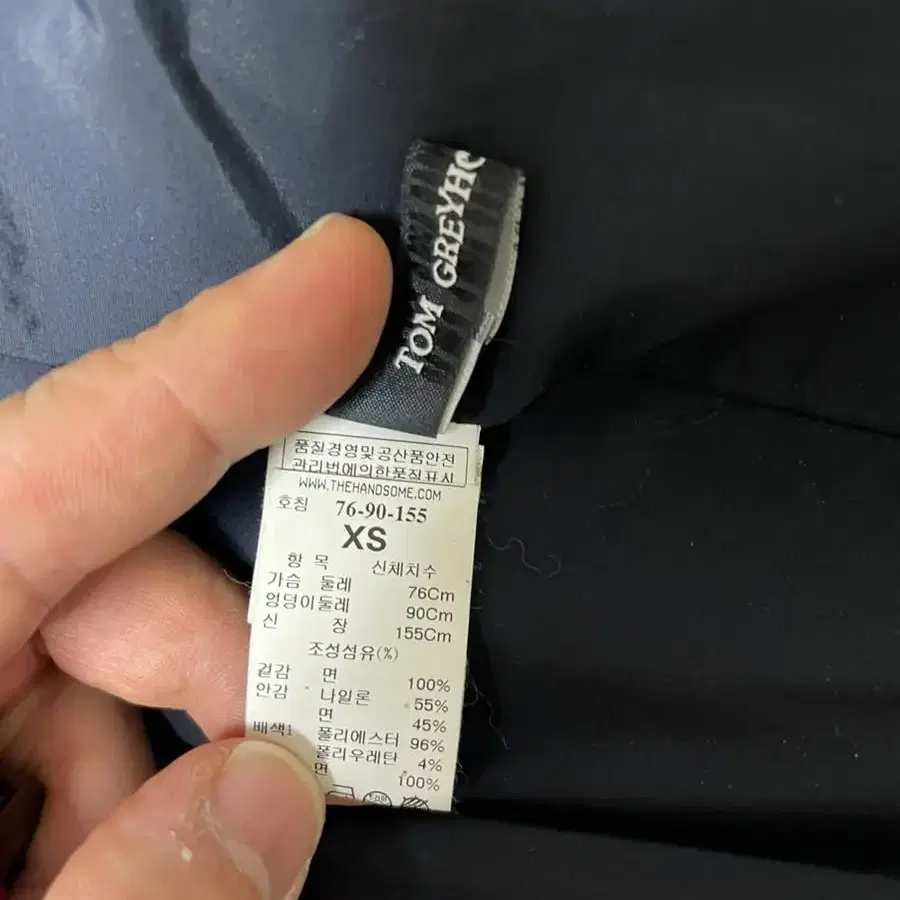 TOM GREYHO
품질경영및공산품안전
관리법에의한품질표시
WWW.THEHANDSOME.COM
호칭 76-90-155
XS
항 목 신체치수
가슴 둘레 76Cm
엉덩이둘레 90Cm
신 장 155Cm
조성섬유(%)
겉감 면 100%
안감 나일론 55%
면 45%
배색1 폴리에스터 96%
폴리우레탄 4%
면 100%